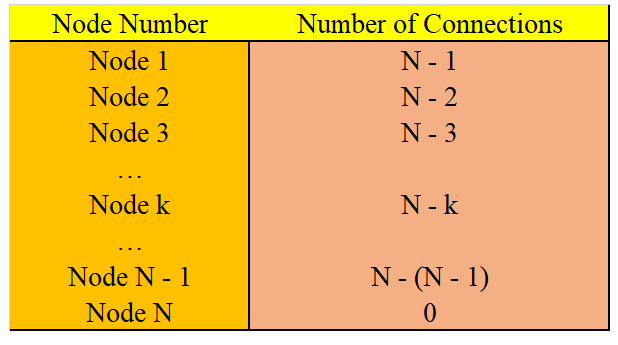 Node Number Number of Connections
Node 1 N - 1
Node 2 N - 2
Node 3 N - 3
...
Node k N - k
...
Node N - 1 N - (N - 1)
Node N 0